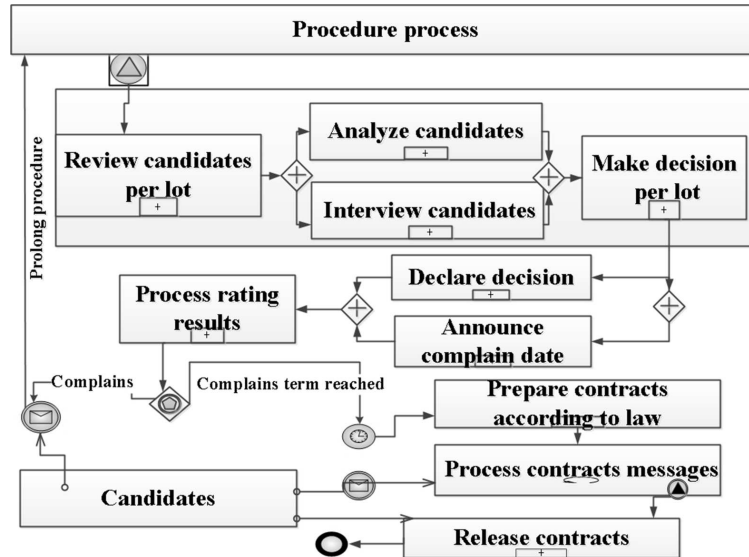 Procedure process
Prolong procedure
Review candidates
per lot
Analyze candidates
Interview candidates
Make decision
per lot
Declare decision
Announce
complain date
Process rating
results
Complains
Complains term reached
Prepare contracts
according to law
Candidates
Process contracts messages
Release contracts